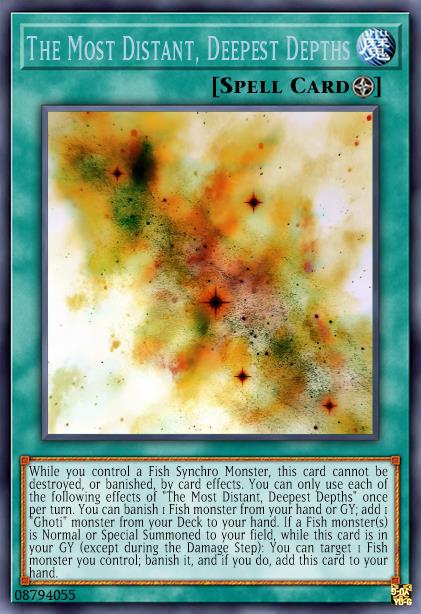 The Most Distant, Deepest Depths
魔
[Spell Card]
While you control a Fish Synchro Monster, this card cannot be
destroyed, or banished, by card effects. You can only use each of
the following effects of "The Most Distant, Deepest Depths" once
per turn. You can banish 1 Fish monster from your hand or GY; add 1
"Ghoti" monster from your Deck to your hand. If a Fish monster(s)
is Normal or Special Summoned to your field, while this card is in
your GY (except during the Damage Step): You can target 1 Fish
monster you control; banish it, and if you do, add this card to your
hand.
08794055